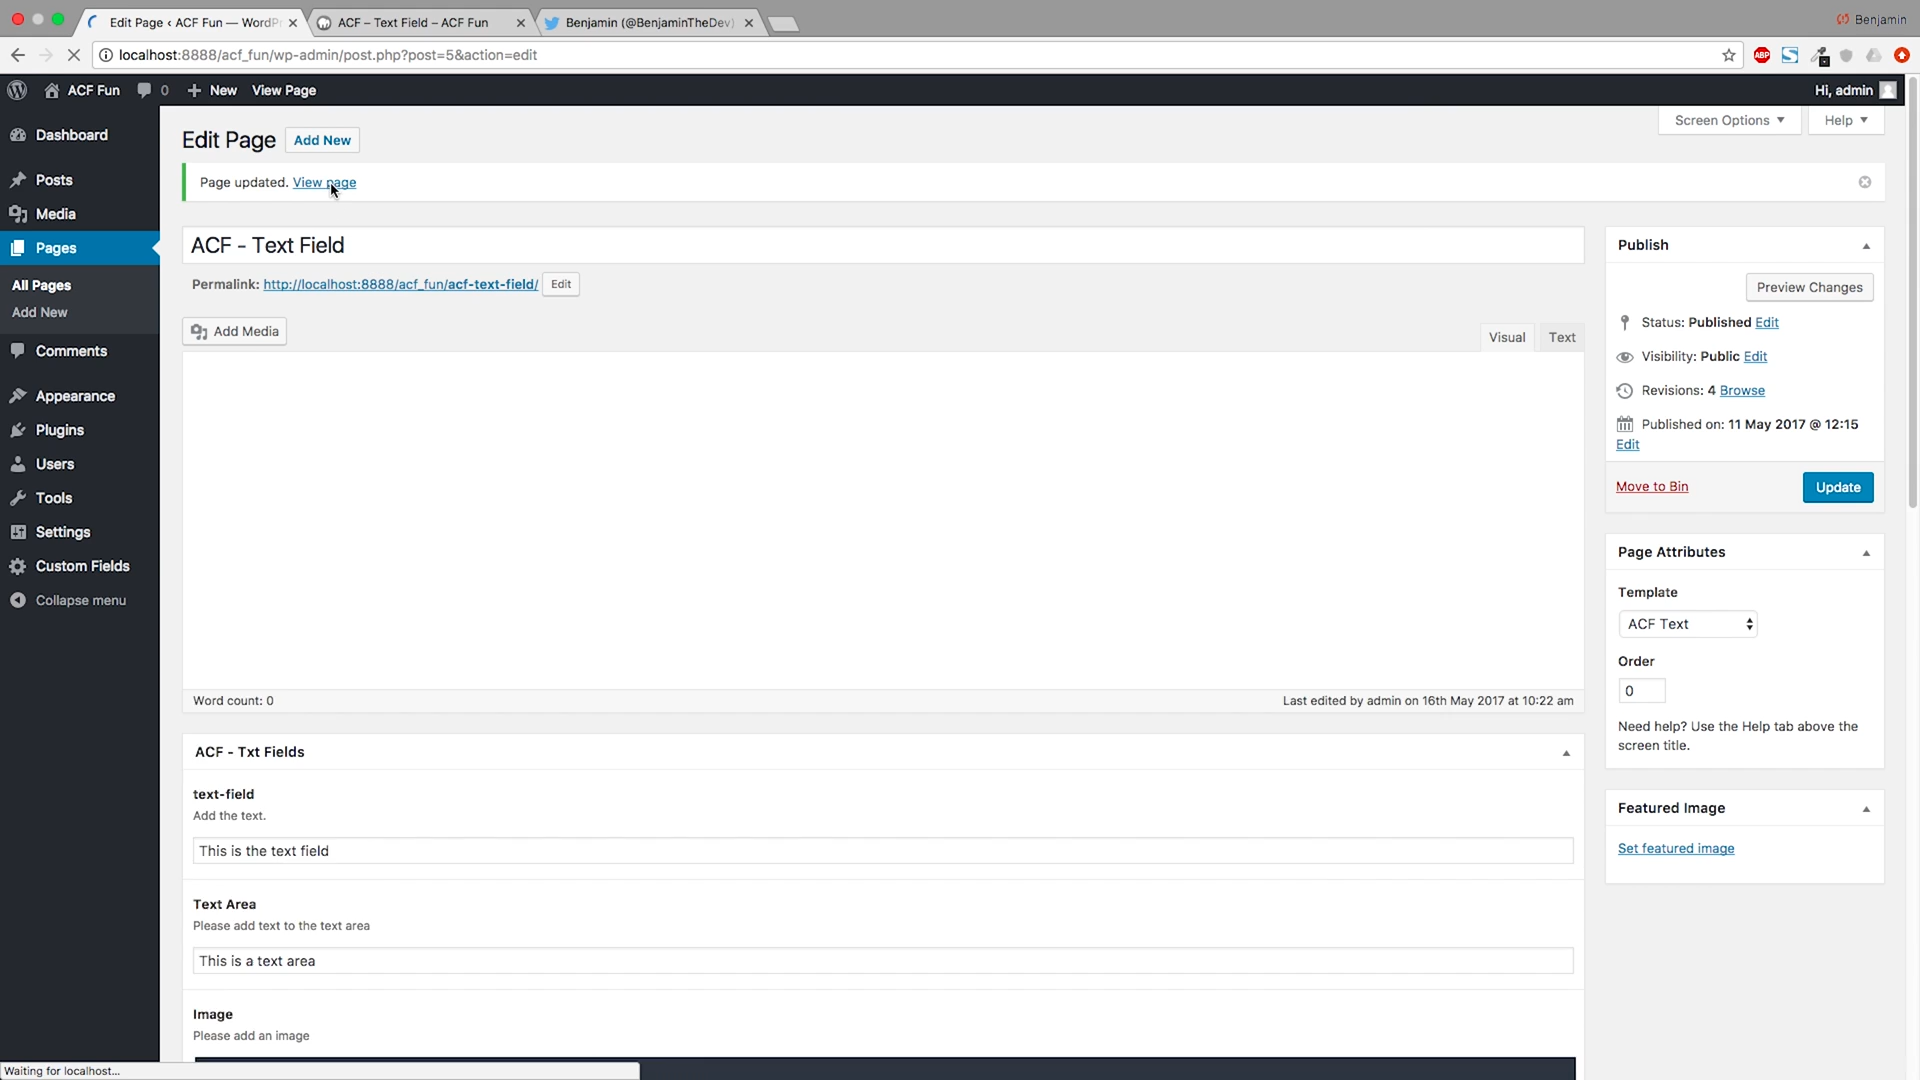 Edit Page ‹ ACF Fun — WordPr
ACF – Text Field – ACF Fun
Benjamin (@BenjaminTheDev)
Benjamin
localhost:8888/acf_fun/wp-admin/post.php?post=5&action=edit
ABP
ACF Fun
0
New
View Page
Hi, admin
Dashboard
Posts
Media
Pages
All Pages
Add New
Comments
Appearance
Plugins
Users
Tools
Settings
Custom Fields
Collapse menu
Screen Options
Help
Edit Page
Add New
Page updated. View page
ACF - Text Field
Permalink: http://localhost:8888/acf_fun/acf-text-field/
Edit
Add Media
Visual
Text
Word count: 0
Last edited by admin on 16th May 2017 at 10:22 am
ACF - Txt Fields
text-field
Add the text.
This is the text field
Text Area
Please add text to the text area
This is a text area
Image
Please add an image
Publish
Preview Changes
Status: Published Edit
Visibility: Public Edit
Revisions: 4 Browse
Published on: 11 May 2017 @ 12:15
Edit
Move to Bin
Update
Page Attributes
Template
ACF Text
Order
0
Need help? Use the Help tab above the
screen title.
Featured Image
Set featured image
Waiting for localhost...